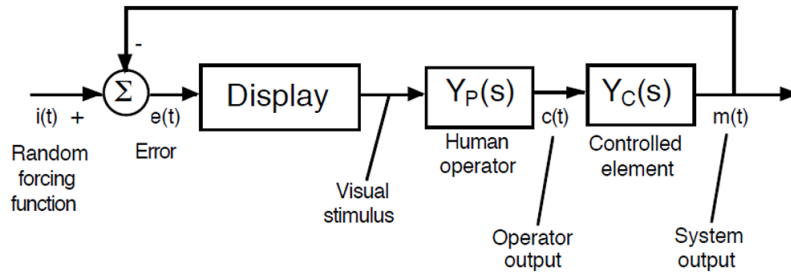 -
Σ
i(t) +
e(t)
Display
Y_P(s)
c(t)
Y_C(s)
m(t)
Random
forcing
function
Error
Visual
stimulus
Human
operator
Operator
output
Controlled
element
System
output